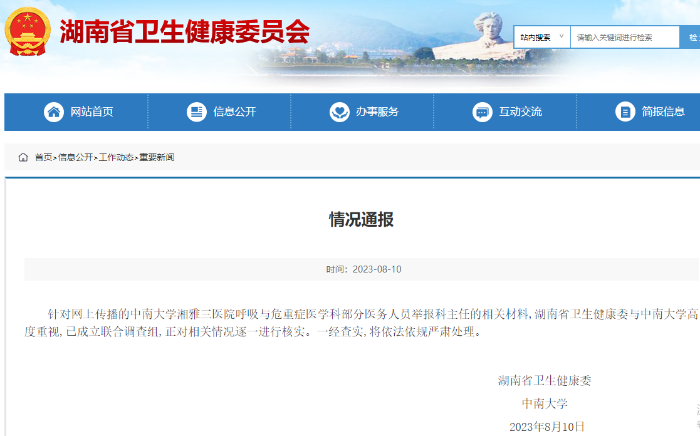 湖南省卫生健康委员会
站内搜索
请输入关键词进行检索
网站首页
信息公开
办事服务
互动交流
简报信息
首页>信息公开>工作动态>重要新闻
情况通报
时间：2023-08-10
针对网上传播的中南大学湘雅三医院呼吸与危重症医学科部分医务人员举报科主任的相关材料,湖南省卫生健康委与中南大学高
度重视,已成立联合调查组,正对相关情况逐一进行核实。一经查实,将依法依规严肃处理。
湖南省卫生健康委
中南大学
2023年8月10日